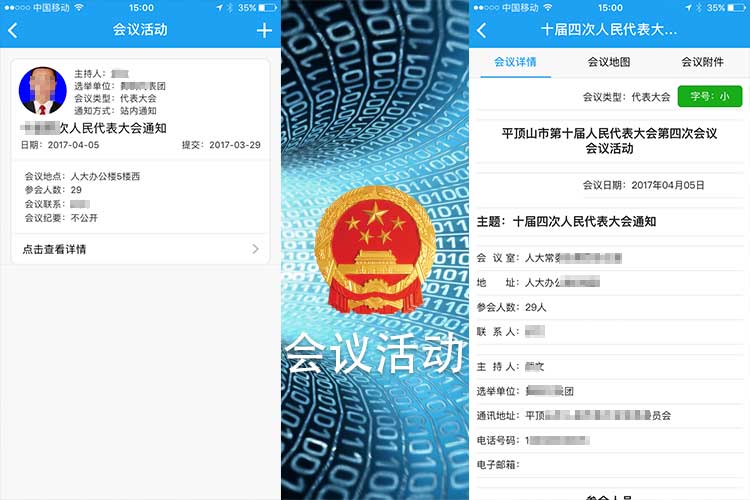 中国移动
15:00
35%
会议活动
主持人：
选举单位：
表团
会议类型： 代表大会
通知方式： 站内通知
次人民代表大会通知
日期：2017-04-05
提交：2017-03-29
会议地点： 人大办公楼5楼西
参会人数： 29
会议联系：
会议纪要： 不公开
点击查看详情
会议活动
中国移动
15:00
35%
十届四次人民代表大...
会议详情
会议地图
会议附件
会议类型：代表大会
字号：小
平顶山市第十届人民代表大会第四次会议
会议活动
会议日期：2017年04月05日
主题：十届四次人民代表大会通知
会 议 室：人大常
地 址：人大办
参会人数：29人
联 系 人：
主 持 人： 文
选举单位： 团
通讯地址：平顶 员会
电话号码：1
电子邮箱：
参会人员